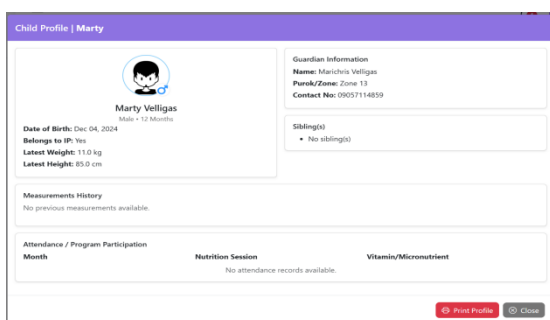 Child Profile | Marty
Marty Velligas
Male • 12 Months
Date of Birth: Dec 04, 2024
Belongs to IP: Yes
Latest Weight: 11.0 kg
Latest Height: 85.0 cm
Guardian Information
Name: Marichris Velligas
Purok/Zone: Zone 13
Contact No: 09057114859
Sibling(s)
• No sibling(s)
Measurements History
No previous measurements available.
Attendance / Program Participation
Month Nutrition Session Vitamin/Micronutrient
No attendance records available.
Print Profile Close